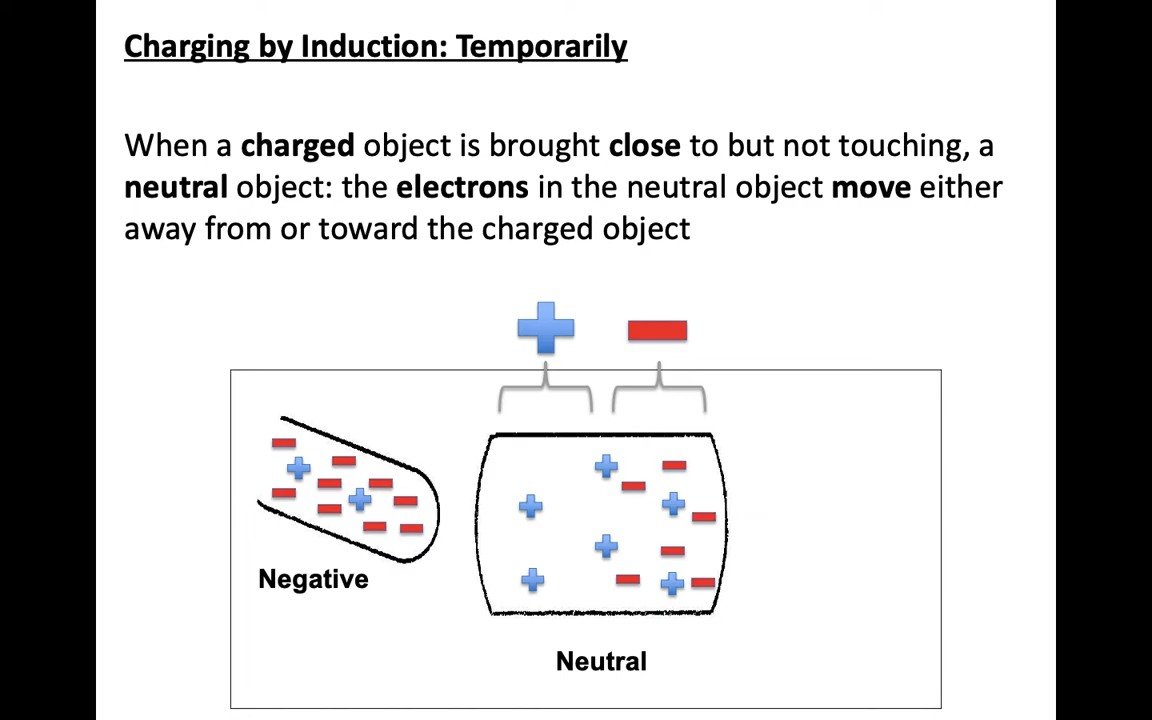 Charging by Induction: Temporarily
When a charged object is brought close to but not touching, a
neutral object: the electrons in the neutral object move either
away from or toward the charged object
Negative
Neutral